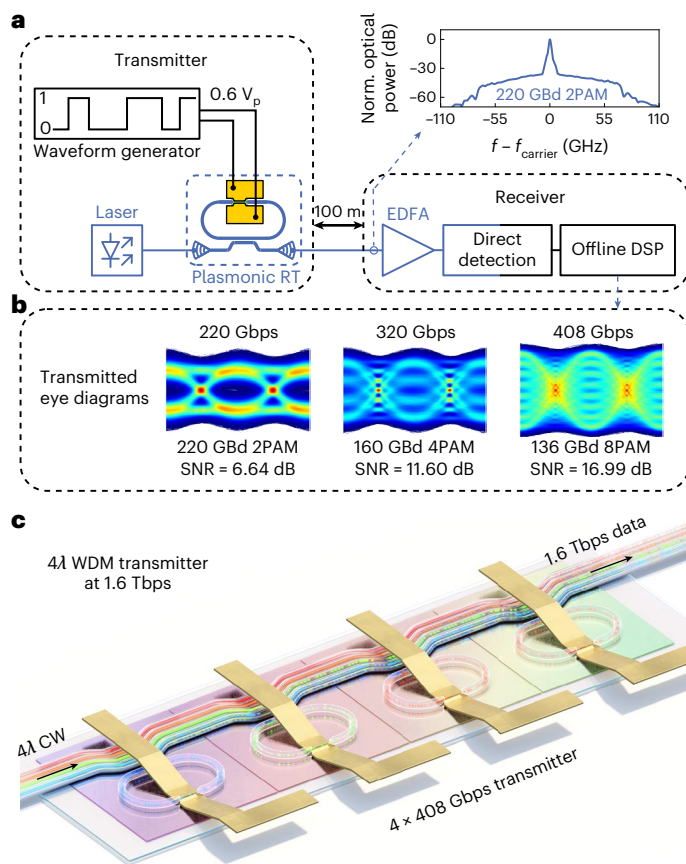 a
Transmitter
1
0
Waveform generator
0.6 Vp
Laser
Plasmonic RT
100 m
Norm. optical
power (dB)
0
−30
−60
220 GBd 2PAM
−110 −55 0 55 110
f − fcarrier (GHz)
Receiver
EDFA
Direct
detection
Offline DSP
b
Transmitted
eye diagrams
220 Gbps
220 GBd 2PAM
SNR = 6.64 dB
320 Gbps
160 GBd 4PAM
SNR = 11.60 dB
408 Gbps
136 GBd 8PAM
SNR = 16.99 dB
c
4λ WDM transmitter
at 1.6 Tbps
1.6 Tbps data
4λ CW
4 × 408 Gbps transmitter